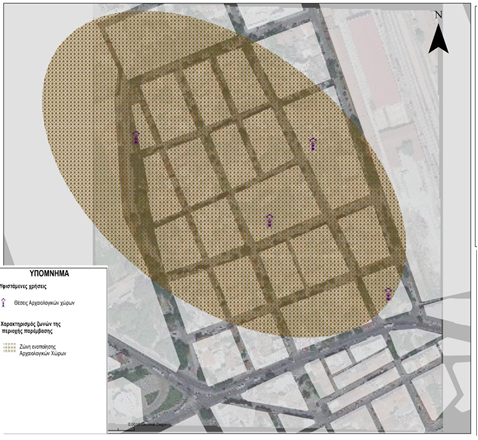 N
ΥΠΟΜΝΗΜΑ
Υφιστάμενες χρήσεις
Θέσεις Αρχαιολογικών χώρων
Χαρακτηρισμός ζωνών της
περιοχής παρέμβασης
Ζώνη ενοποίησης
Αρχαιολογικών Χώρων